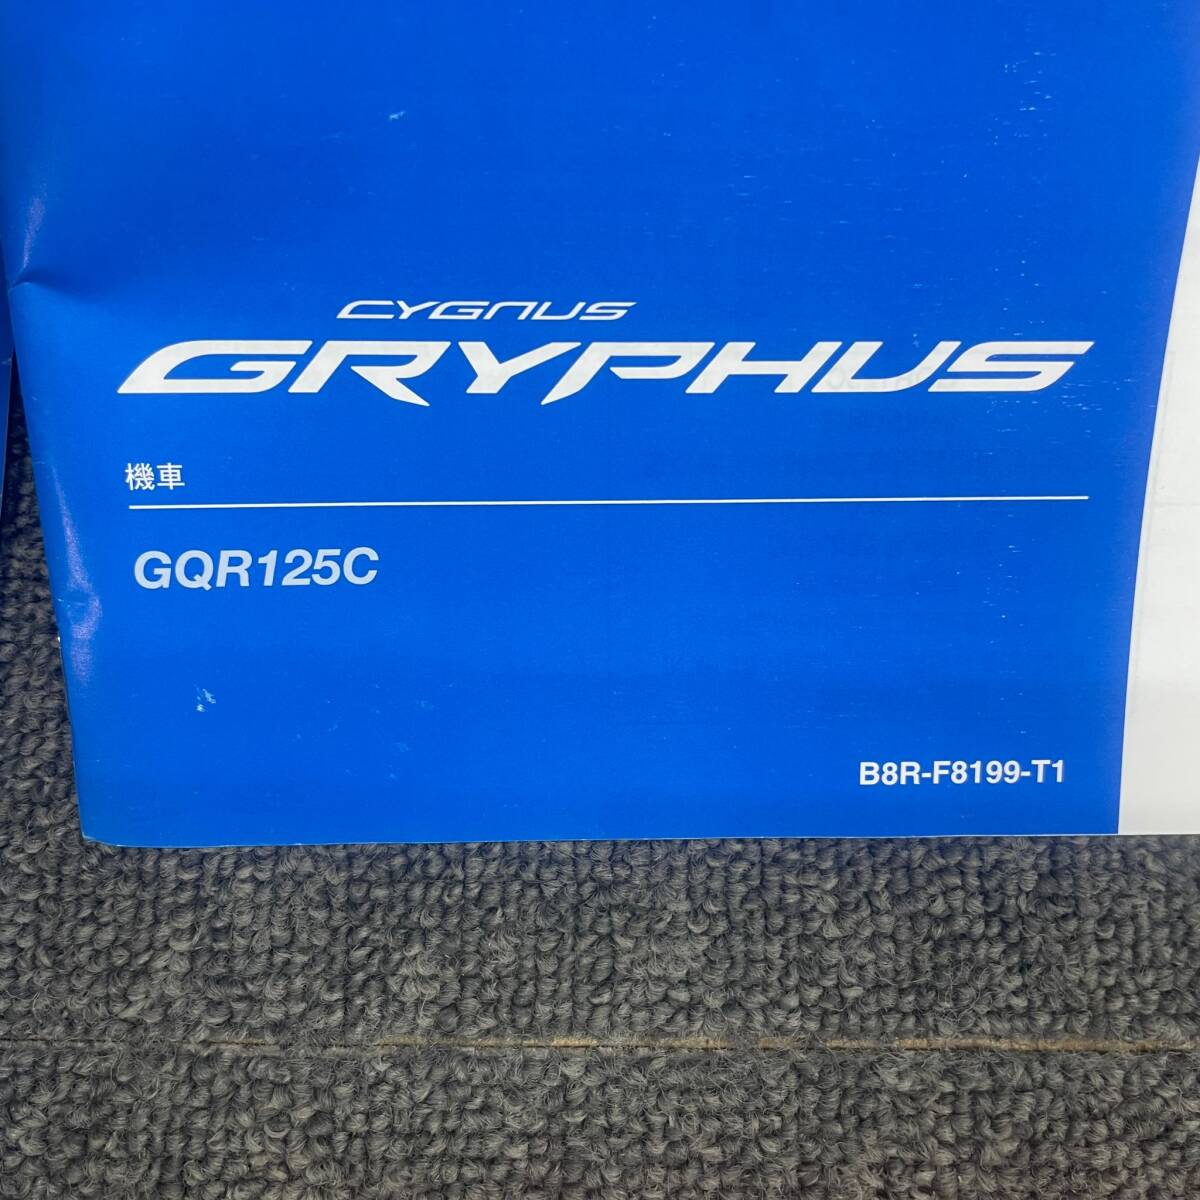 CYGNUS
GRYPHUS
機車
GQR125C
B8R-F8199-T1